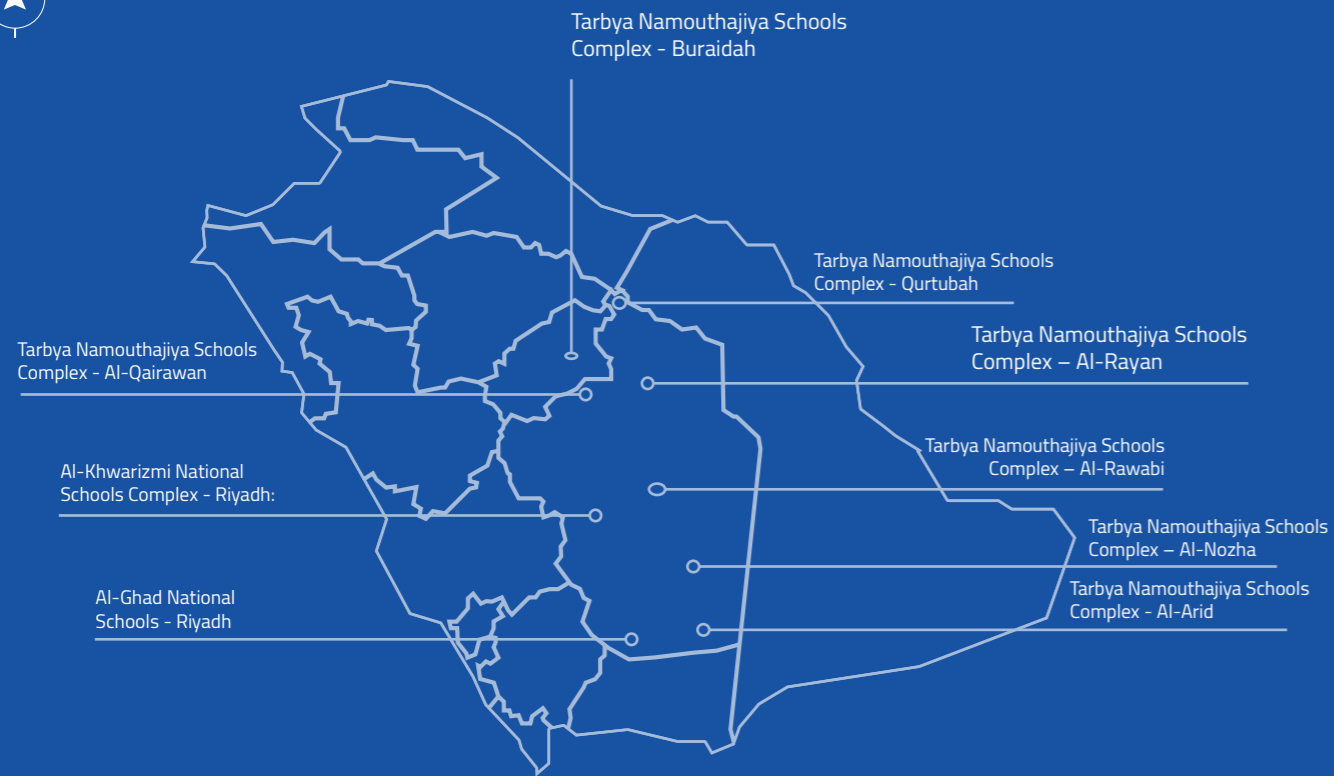 Tarbya Namouthajiya Schools
Complex - Buraidah
Tarbya Namouthajiya Schools
Complex - Qurtubah
Tarbya Namouthajiya Schools
Complex – Al-Rayan
Tarbya Namouthajiya Schools
Complex - Al-Qairawan
Tarbya Namouthajiya Schools
Complex – Al-Rawabi
Al-Khwarizmi National
Schools Complex - Riyadh:
Tarbya Namouthajiya Schools
Complex – Al-Nozha
Tarbya Namouthajiya Schools
Complex - Al-Arid
Al-Ghad National
Schools - Riyadh